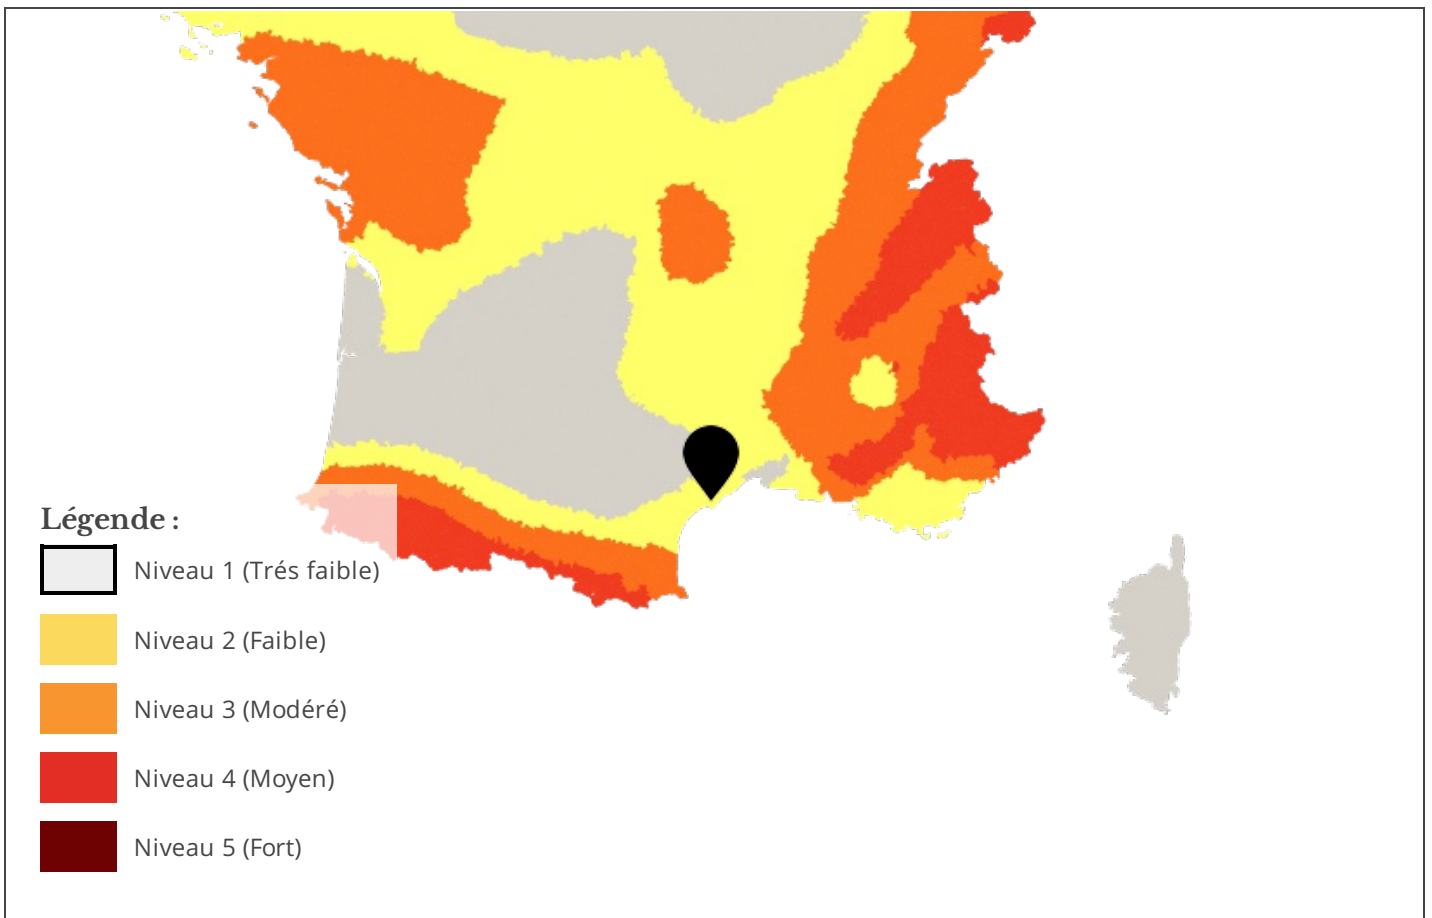 Légende :
Niveau 1 (Trés faible)
Niveau 2 (Faible)
Niveau 3 (Modéré)
Niveau 4 (Moyen)
Niveau 5 (Fort)